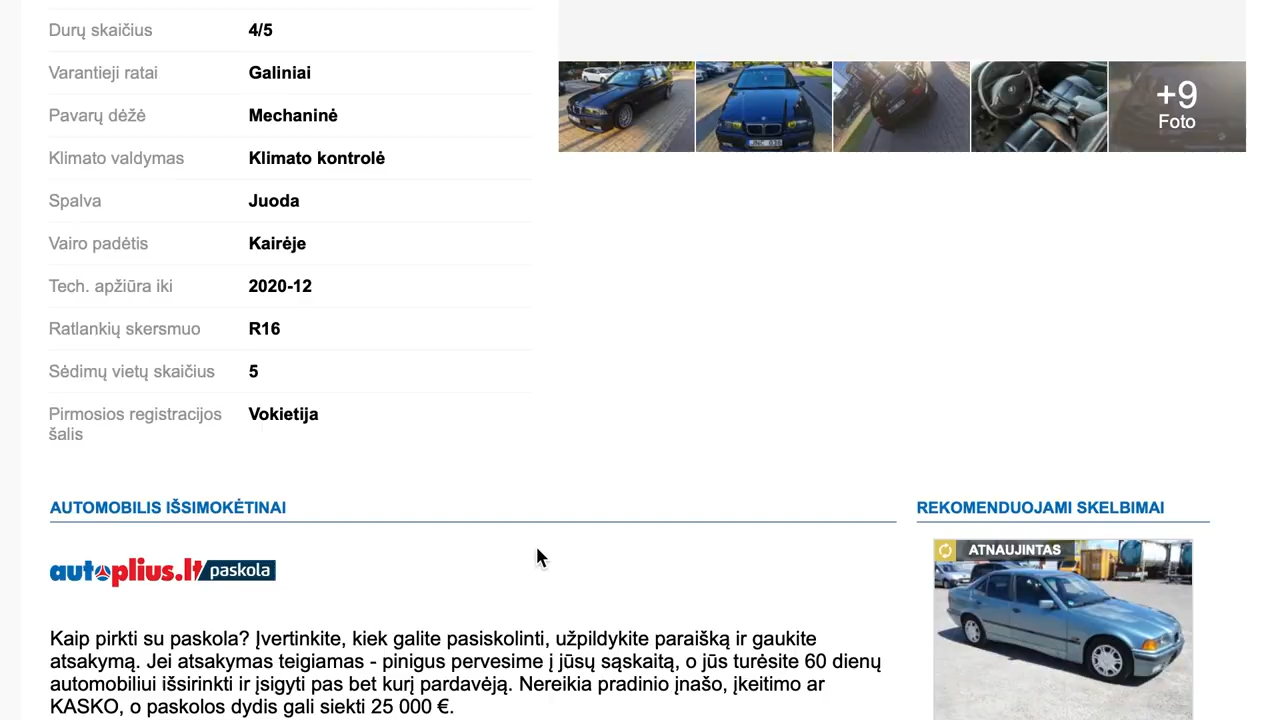 Durų skaičius 4/5
Varantieji ratai Galiniai
Pavarų dėžė Mechaninė
Klimato valdymas Klimato kontrolė
Spalva Juoda
Vairo padėtis Kairėje
Tech. apžiūra iki 2020-12
Ratlankių skersmuo R16
Sėdimų vietų skaičius 5
Pirmosios registracijos Vokietija
šalis
+9
Foto
AUTOMOBILIS IŠSIMOKĖTINAI
autoplius.lt paskola
Kaip pirkti su paskola? Įvertinkite, kiek galite pasiskolinti, užpildykite paraišką ir gaukite
atsakymą. Jei atsakymas teigiamas - pinigus pervesime į jūsų sąskaitą, o jūs turėsite 60 dienų
automobiliui išsirinkti ir įsigyti pas bet kurį pardavėją. Nereikia pradinio įnašo, įkeitimo ar
KASKO, o paskolos dydis gali siekti 25 000 €.
REKOMENDUOJAMI SKELBIMAI
ATNAUJINTAS